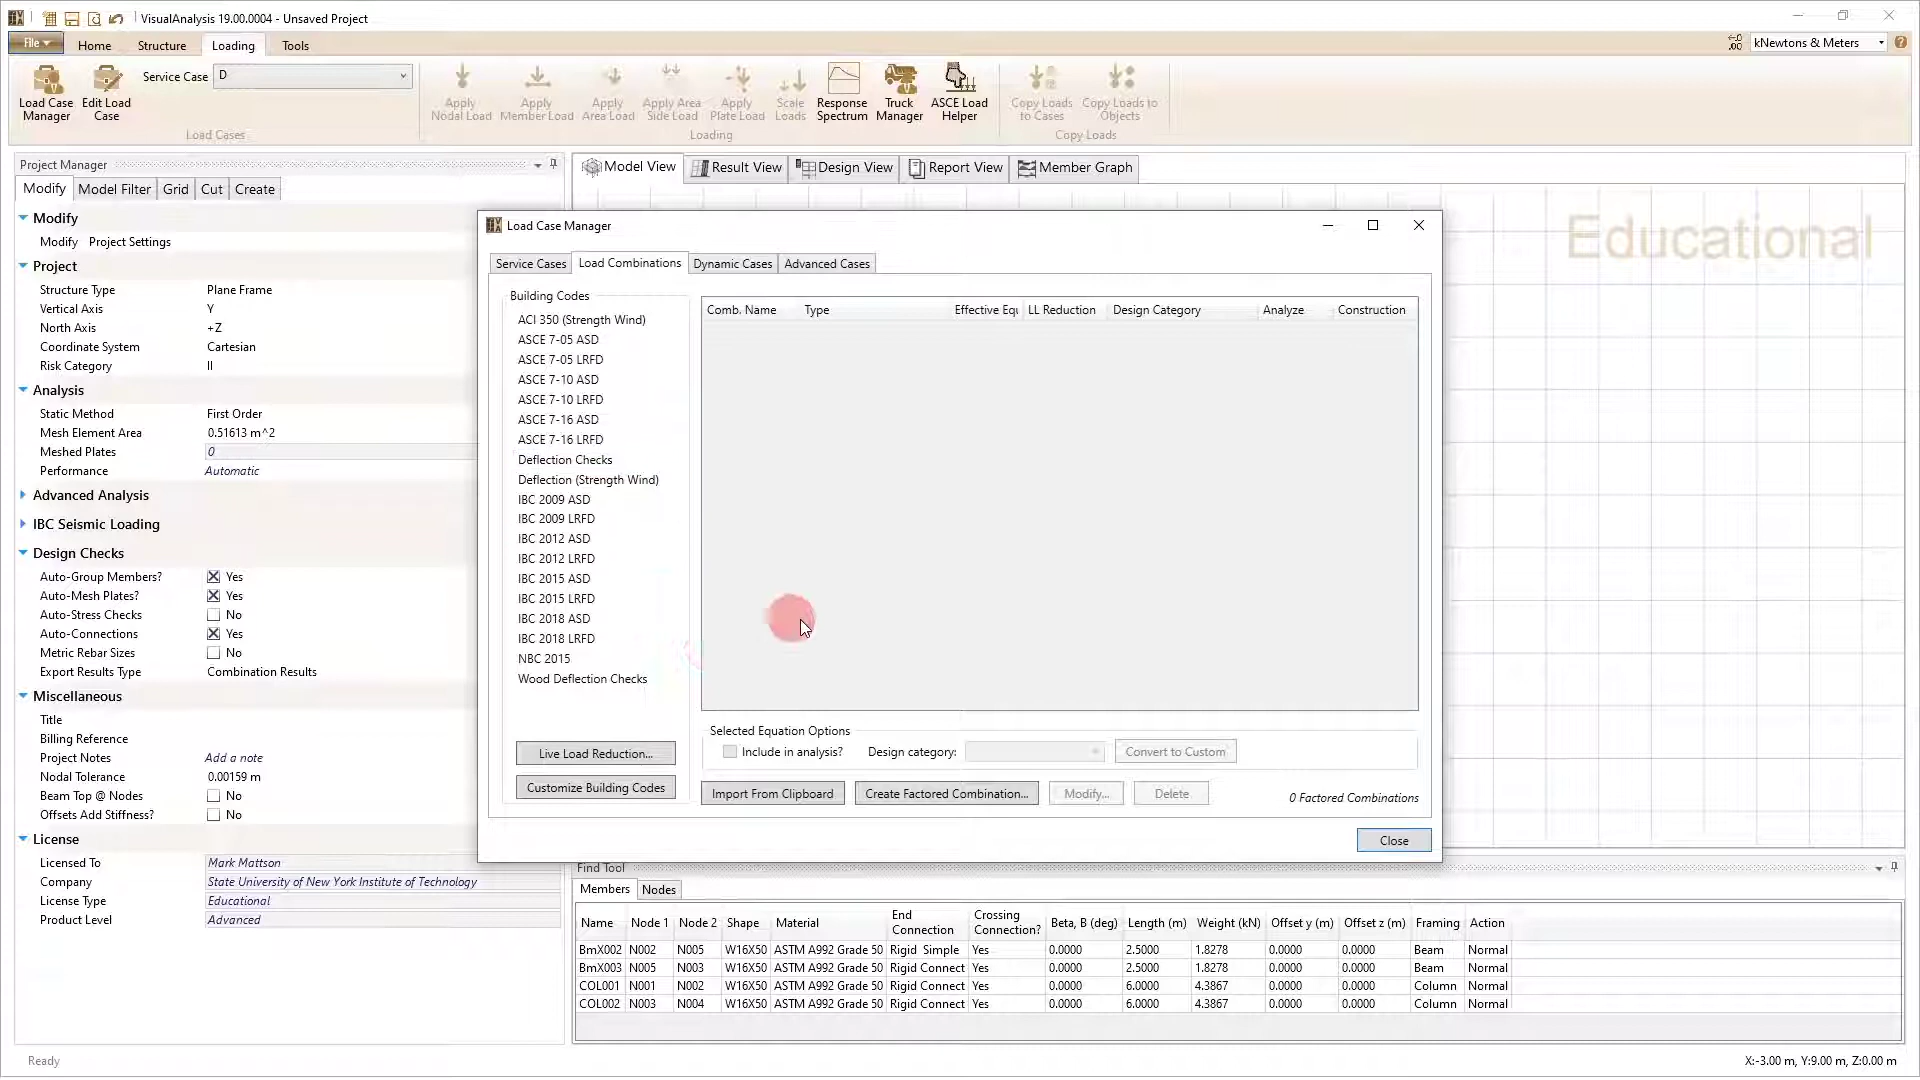 VisualAnalysis 19.00.0004 - Unsaved Project
File Home Structure Loading Tools
kNewtons & Meters
Load Case Manager
Edit Load Case
Service Case D
Load Cases
Apply Nodal Load
Apply Member Load
Apply Area Load
Apply Area Side Load
Apply Plate Load
Scale Loads
Response Spectrum
Truck Manager
ASCE Load Helper
Loading
Copy Loads to Cases
Copy Loads to Objects
Copy Loads
Project Manager
Modify Model Filter Grid Cut Create
Modify
Modify Project Settings
Project
Structure Type Plane Frame
Vertical Axis Y
North Axis +Z
Coordinate System Cartesian
Risk Category II
Analysis
Static Method First Order
Mesh Element Area 0.51613 m^2
Meshed Plates 0
Performance Automatic
Advanced Analysis
IBC Seismic Loading
Design Checks
Auto-Group Members? Yes
Auto-Mesh Plates? Yes
Auto-Stress Checks No
Auto-Connections Yes
Metric Rebar Sizes No
Export Results Type Combination Results
Miscellaneous
Title
Billing Reference
Project Notes Add a note
Nodal Tolerance 0.00159 m
Beam Top @ Nodes No
Offsets Add Stiffness? No
License
Licensed To Mark Mattson
Company State University of New York Institute of Technology
License Type Educational
Product Level Advanced
Model View Result View Design View Report View Member Graph
Educational
Load Case Manager
Service Cases Load Combinations Dynamic Cases Advanced Cases
Building Codes
ACI 350 (Strength Wind)
ASCE 7-05 ASD
ASCE 7-05 LRFD
ASCE 7-10 ASD
ASCE 7-10 LRFD
ASCE 7-16 ASD
ASCE 7-16 LRFD
Deflection Checks
Deflection (Strength Wind)
IBC 2009 ASD
IBC 2009 LRFD
IBC 2012 ASD
IBC 2012 LRFD
IBC 2015 ASD
IBC 2015 LRFD
IBC 2018 ASD
IBC 2018 LRFD
NBC 2015
Wood Deflection Checks
Live Load Reduction...
Customize Building Codes
Comb. Name Type Effective Equ LL Reduction Design Category Analyze Construction
Selected Equation Options
Include in analysis? Design category: Convert to Custom
Import From Clipboard Create Factored Combination... Modify... Delete 0 Factored Combinations
Close
Find Tool
Members Nodes
Name Node 1 Node 2 Shape Material End Connection Crossing Connection? Beta, B (deg) Length (m) Weight (kN) Offset y (m) Offset z (m) Framing Action
BmX002 N002 N005 W16X50 ASTM A992 Grade 50 Rigid Simple Yes 0.0000 2.5000 1.8278 0.0000 0.0000 Beam Normal
BmX003 N005 N003 W16X50 ASTM A992 Grade 50 Rigid Connect Yes 0.0000 2.5000 1.8278 0.0000 0.0000 Beam Normal
COL001 N001 N002 W16X50 ASTM A992 Grade 50 Rigid Connect Yes 0.0000 6.0000 4.3867 0.0000 0.0000 Column Normal
COL002 N003 N004 W16X50 ASTM A992 Grade 50 Rigid Connect Yes 0.0000 6.0000 4.3867 0.0000 0.0000 Column Normal
Ready
X:-3.00 m, Y:9.00 m, Z:0.00 m